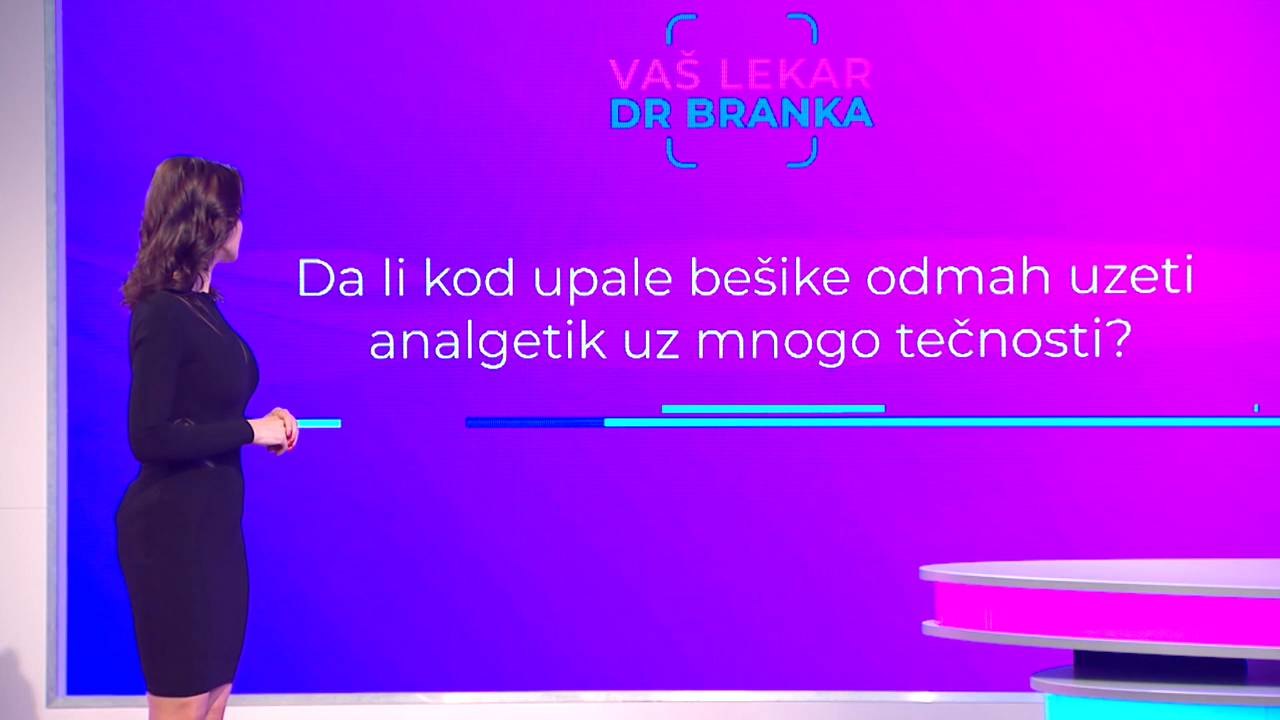 VAŠ LEKAR
DR BRANKA
Da li kod upale bešike odmah uzeti
analgetik uz mnogo tečnosti?